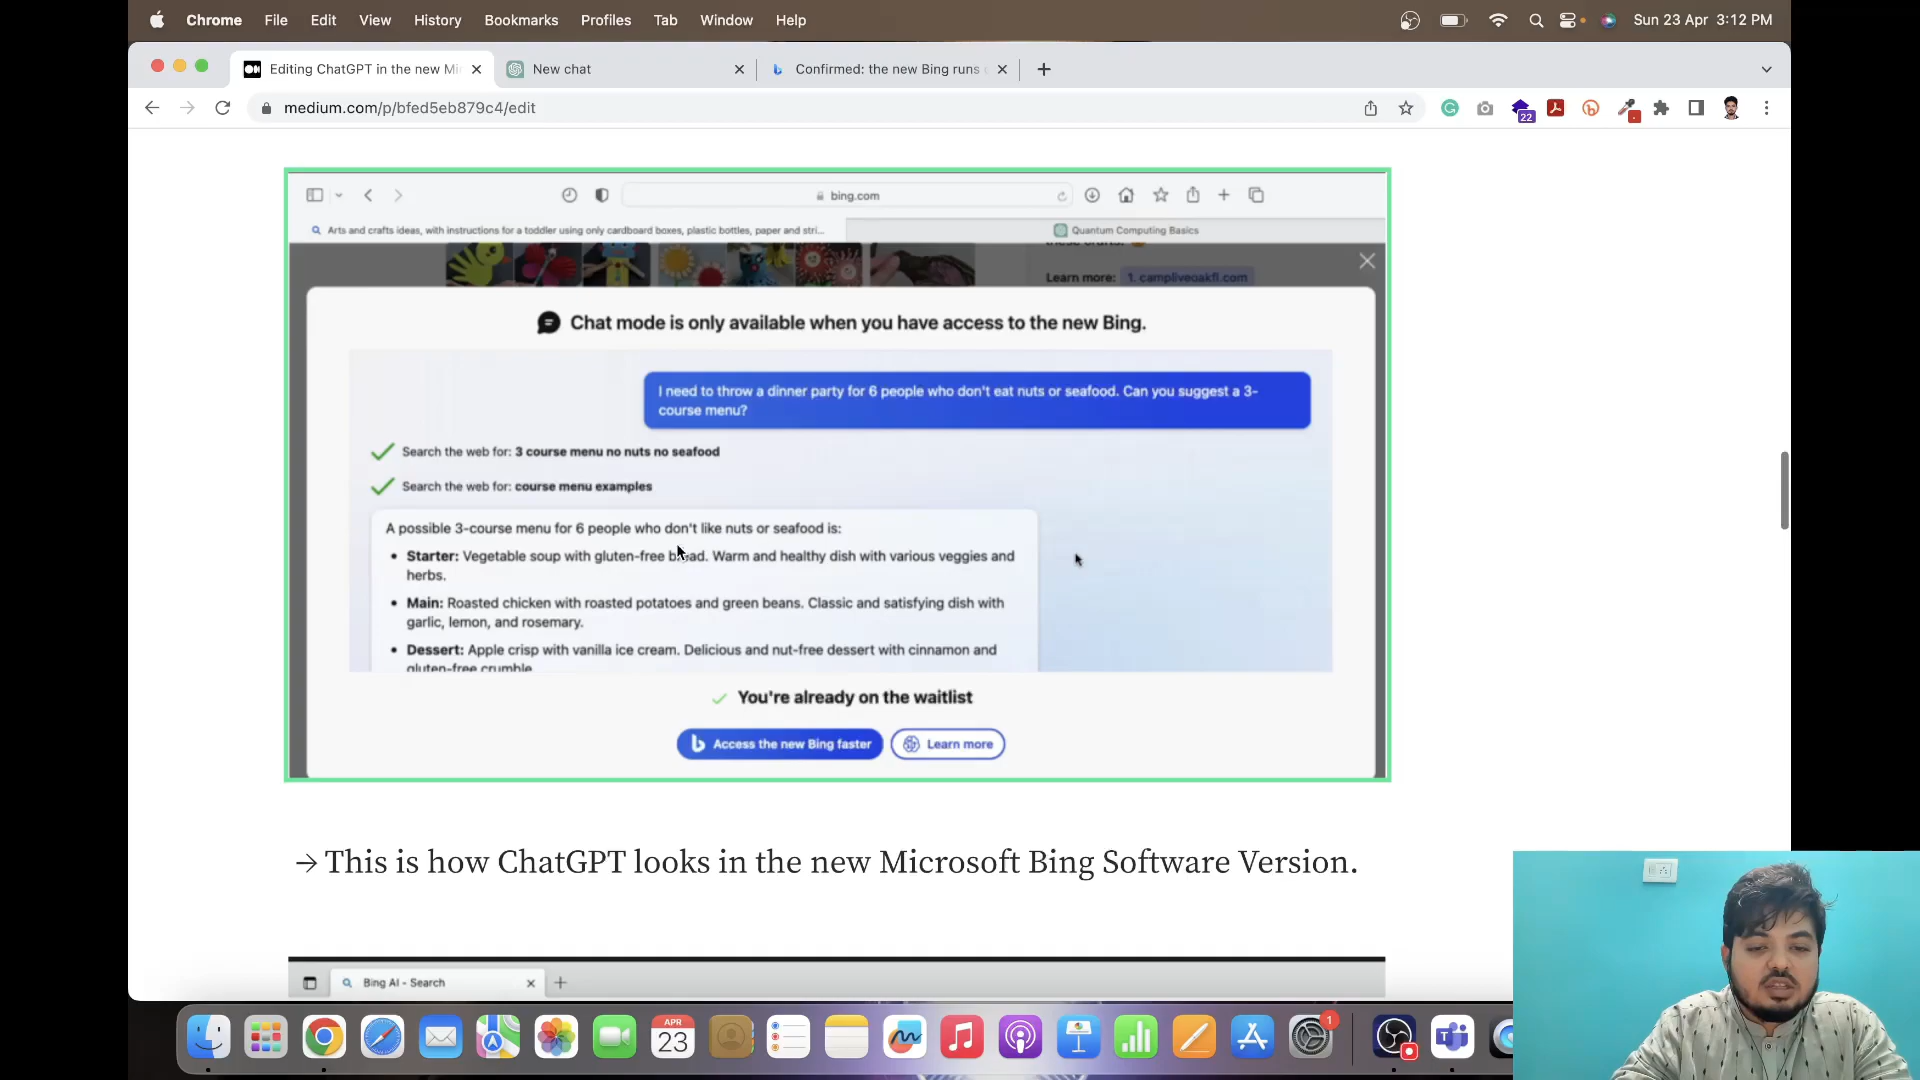 Chrome File Edit View History Bookmarks Profiles Tab Window Help Sun 23 Apr 3:12 PM
Editing ChatGPT in the new Mi New chat Confirmed: the new Bing runs
medium.com/p/bfed5eb879c4/edit
22
bing.com
Arts and crafts ideas, with instructions for a toddler using only cardboard boxes, plastic bottles, paper and stri... Quantum Computing Basics
Learn more: 1. campliveoakfl.com
Chat mode is only available when you have access to the new Bing.
I need to throw a dinner party for 6 people who don't eat nuts or seafood. Can you suggest a 3-
course menu?
Search the web for: 3 course menu no nuts no seafood
Search the web for: course menu examples
A possible 3-course menu for 6 people who don't like nuts or seafood is:
• Starter: Vegetable soup with gluten-free bread. Warm and healthy dish with various veggies and
herbs.
• Main: Roasted chicken with roasted potatoes and green beans. Classic and satisfying dish with
garlic, lemon, and rosemary.
• Dessert: Apple crisp with vanilla ice cream. Delicious and nut-free dessert with cinnamon and
gluten-free crumble
You're already on the waitlist
Access the new Bing faster Learn more
→ This is how ChatGPT looks in the new Microsoft Bing Software Version.
Bing AI - Search
APR
23
1